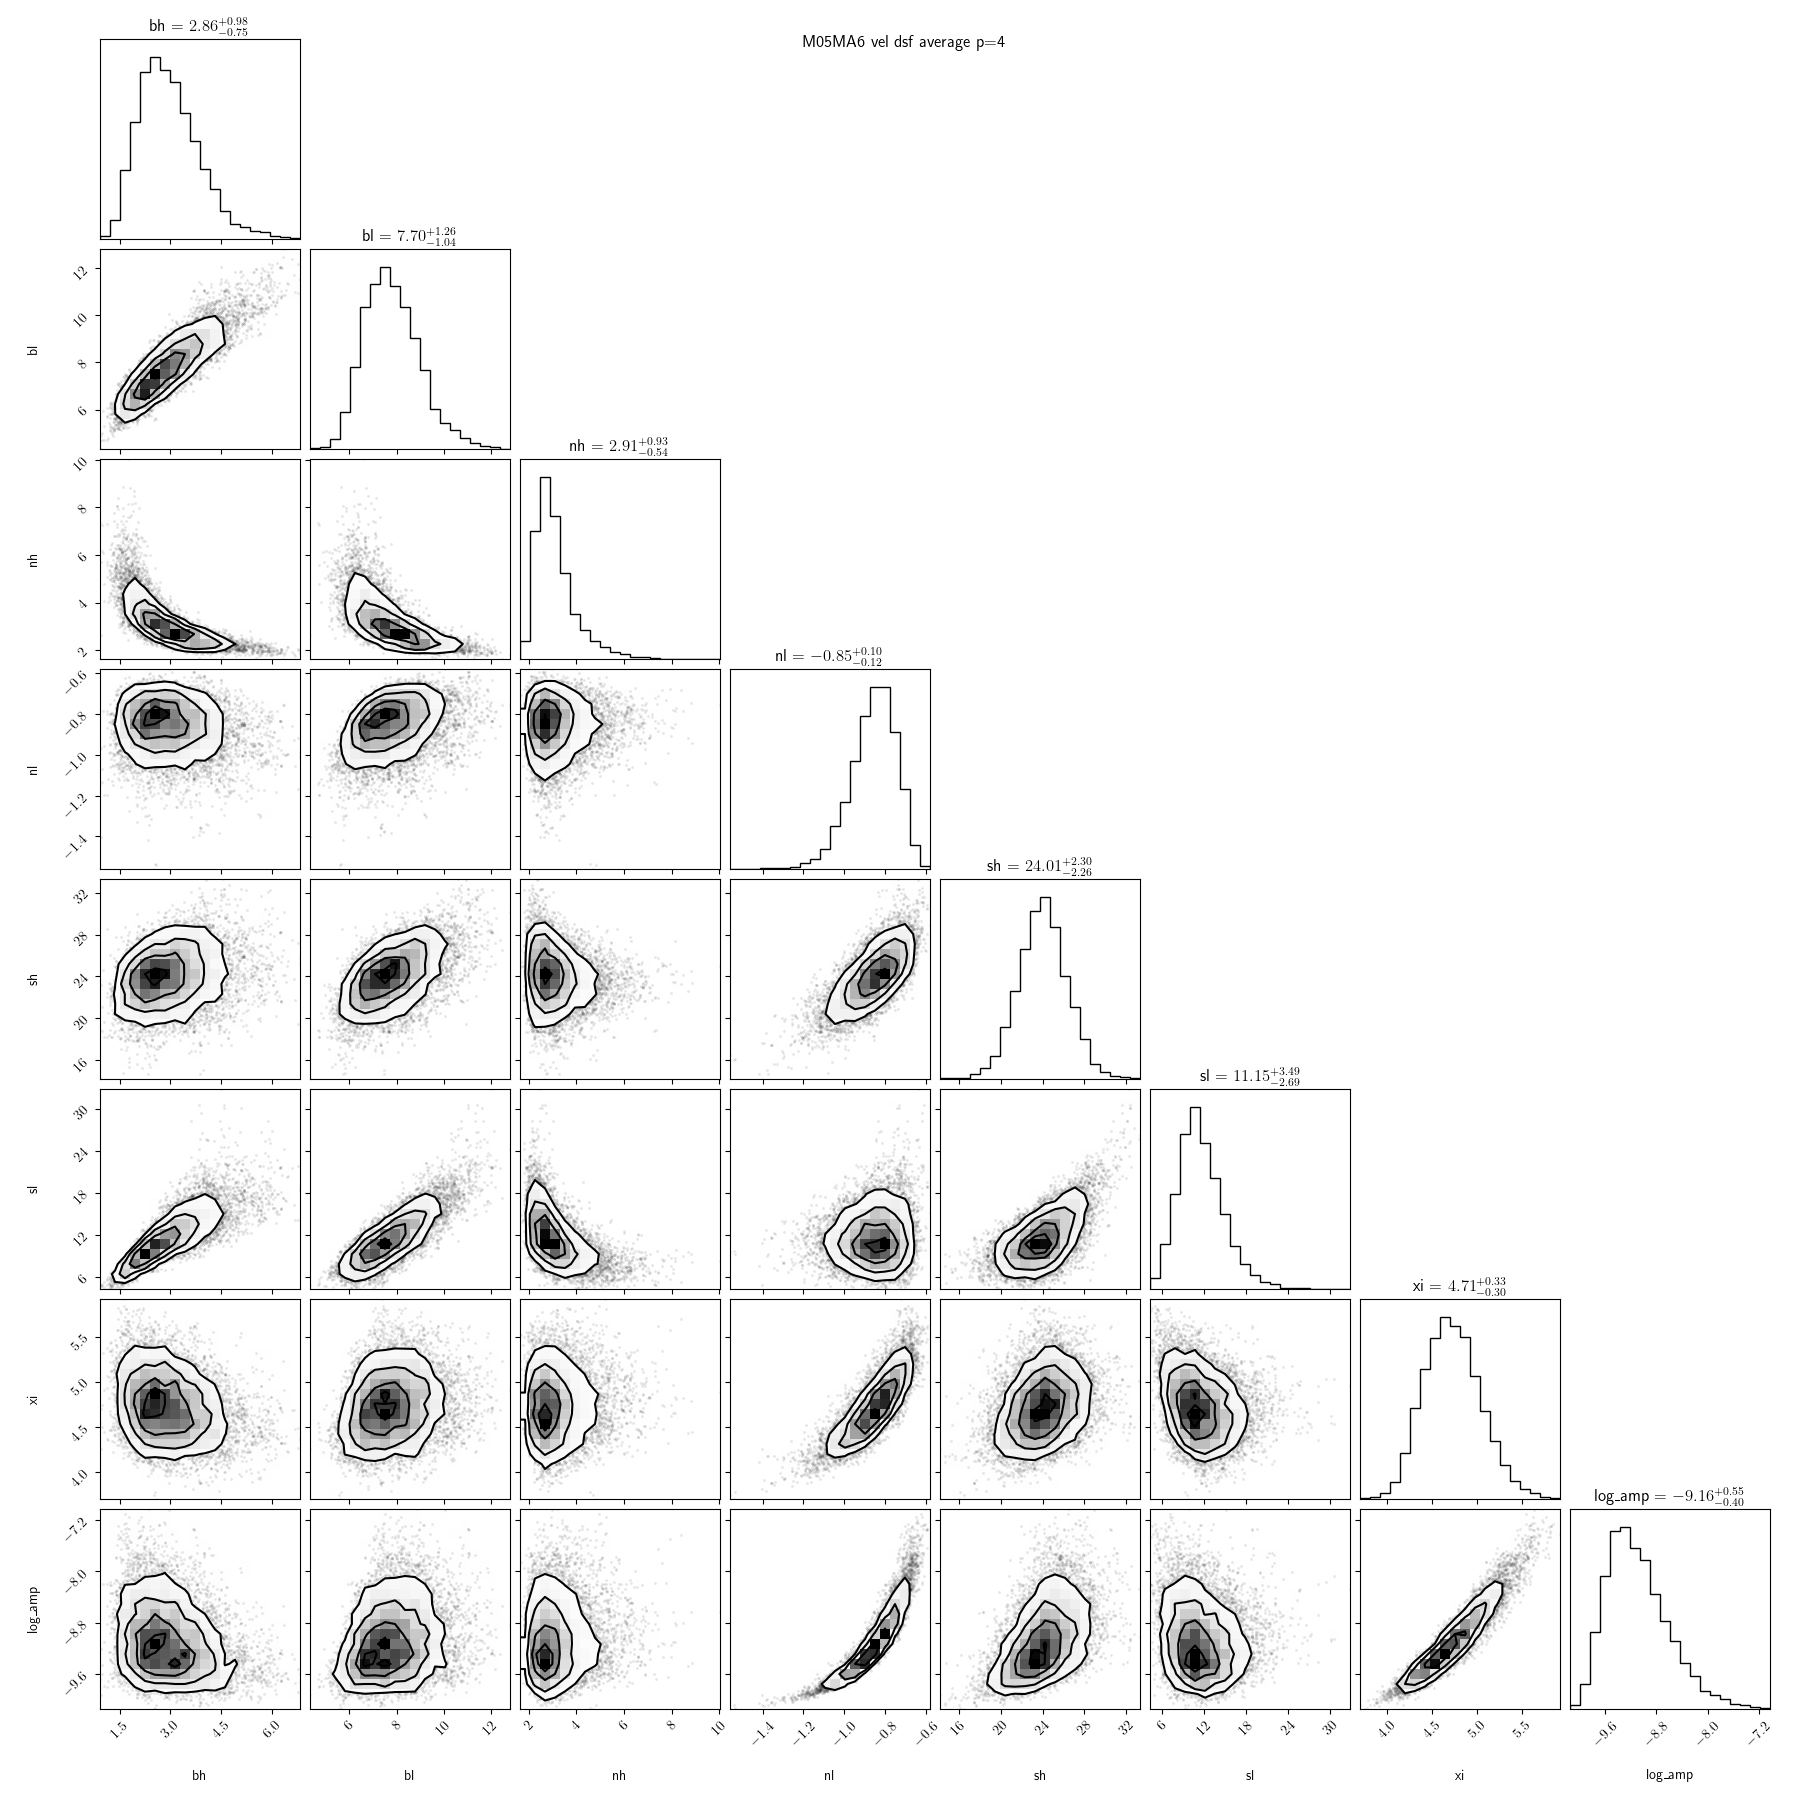 M05MA6 vel dsf average p=4
bh = 2.86+0.98−0.75
bl = 7.70+1.26−1.04
bl
12
10
8
6
nh = 2.91+0.93−0.54
nh
10
8
6
4
2
nl = −0.85+0.10−0.12
nl
−0.6
−0.8
−1.0
−1.2
−1.4
sh = 24.01+2.30−2.26
sh
32
28
24
20
16
sl = 11.15+3.49−2.69
sl
30
24
18
12
6
xi = 4.71+0.33−0.30
xi
5.5
5.0
4.5
4.0
log_amp = −9.16+0.55−0.40
log_amp
−7.2
−8.0
−8.8
−9.6
1.5 3.0 4.5 6.0 6 8 10 12 2 4 6 8 10 −1.4 −1.2 −1.0 −0.8 −0.6 16 20 24 28 32 6 12 18 24 30 4.0 4.5 5.0 5.5 −9.6 −8.8 −8.0 −7.2
bh bl nh nl sh sl xi log_amp